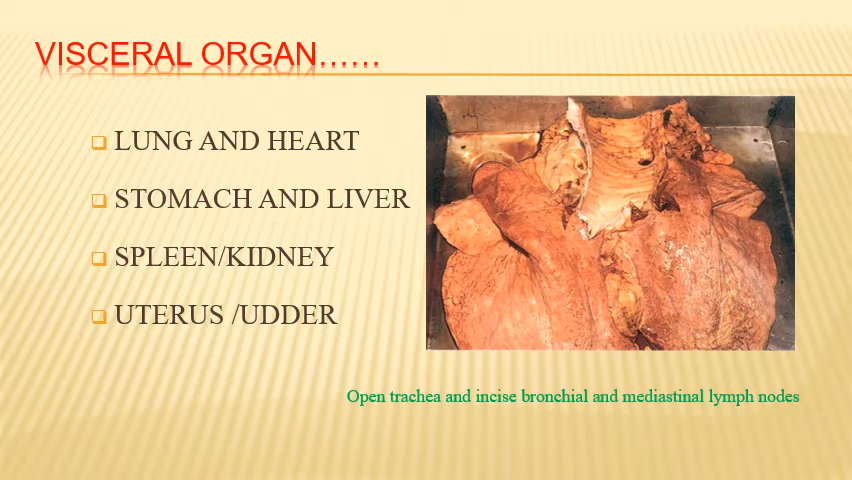 VISCERAL ORGAN......
LUNG AND HEART
STOMACH AND LIVER
SPLEEN/KIDNEY
UTERUS /UDDER
Open trachea and incise bronchial and mediastinal lymph nodes